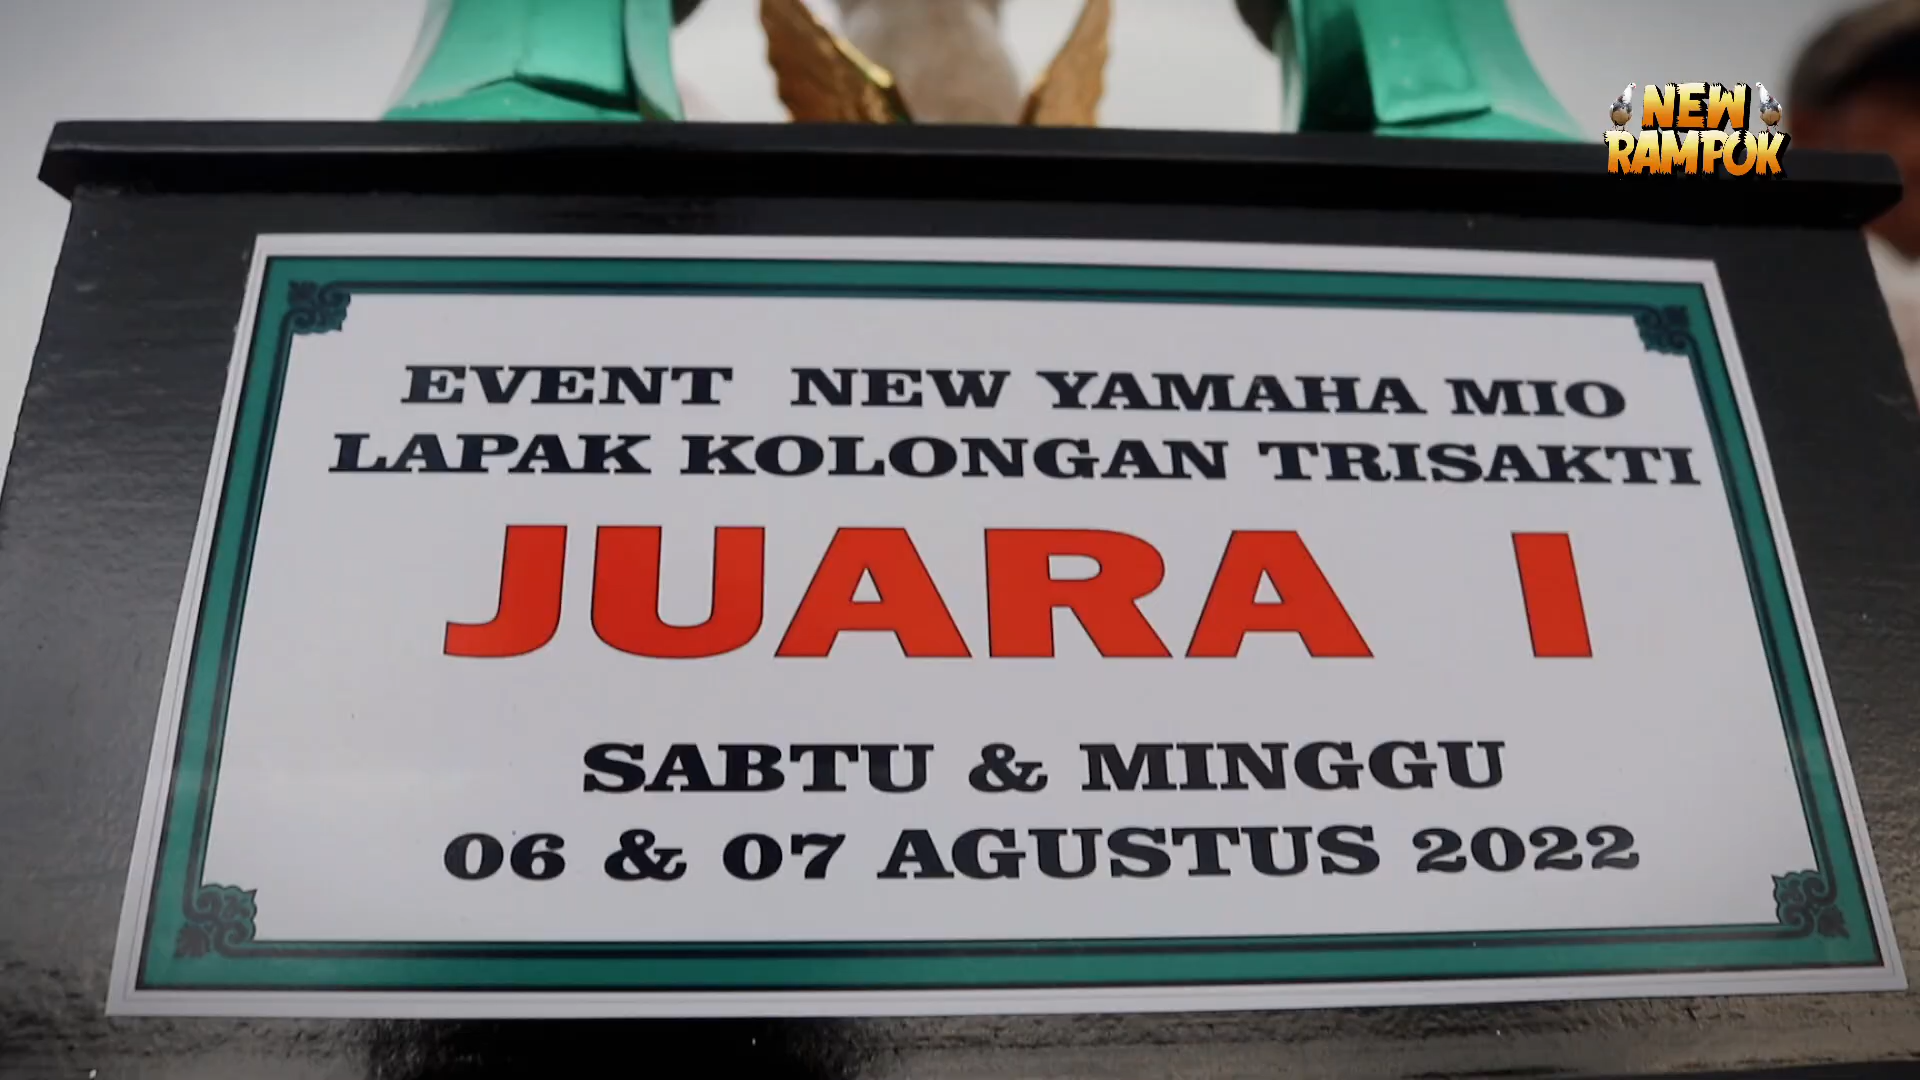 NEW
RAMPOK
EVENT NEW YAMAHA MIO
LAPAK KOLONGAN TRISAKTI
JUARA I
SABTU & MINGGU
06 & 07 AGUSTUS 2022